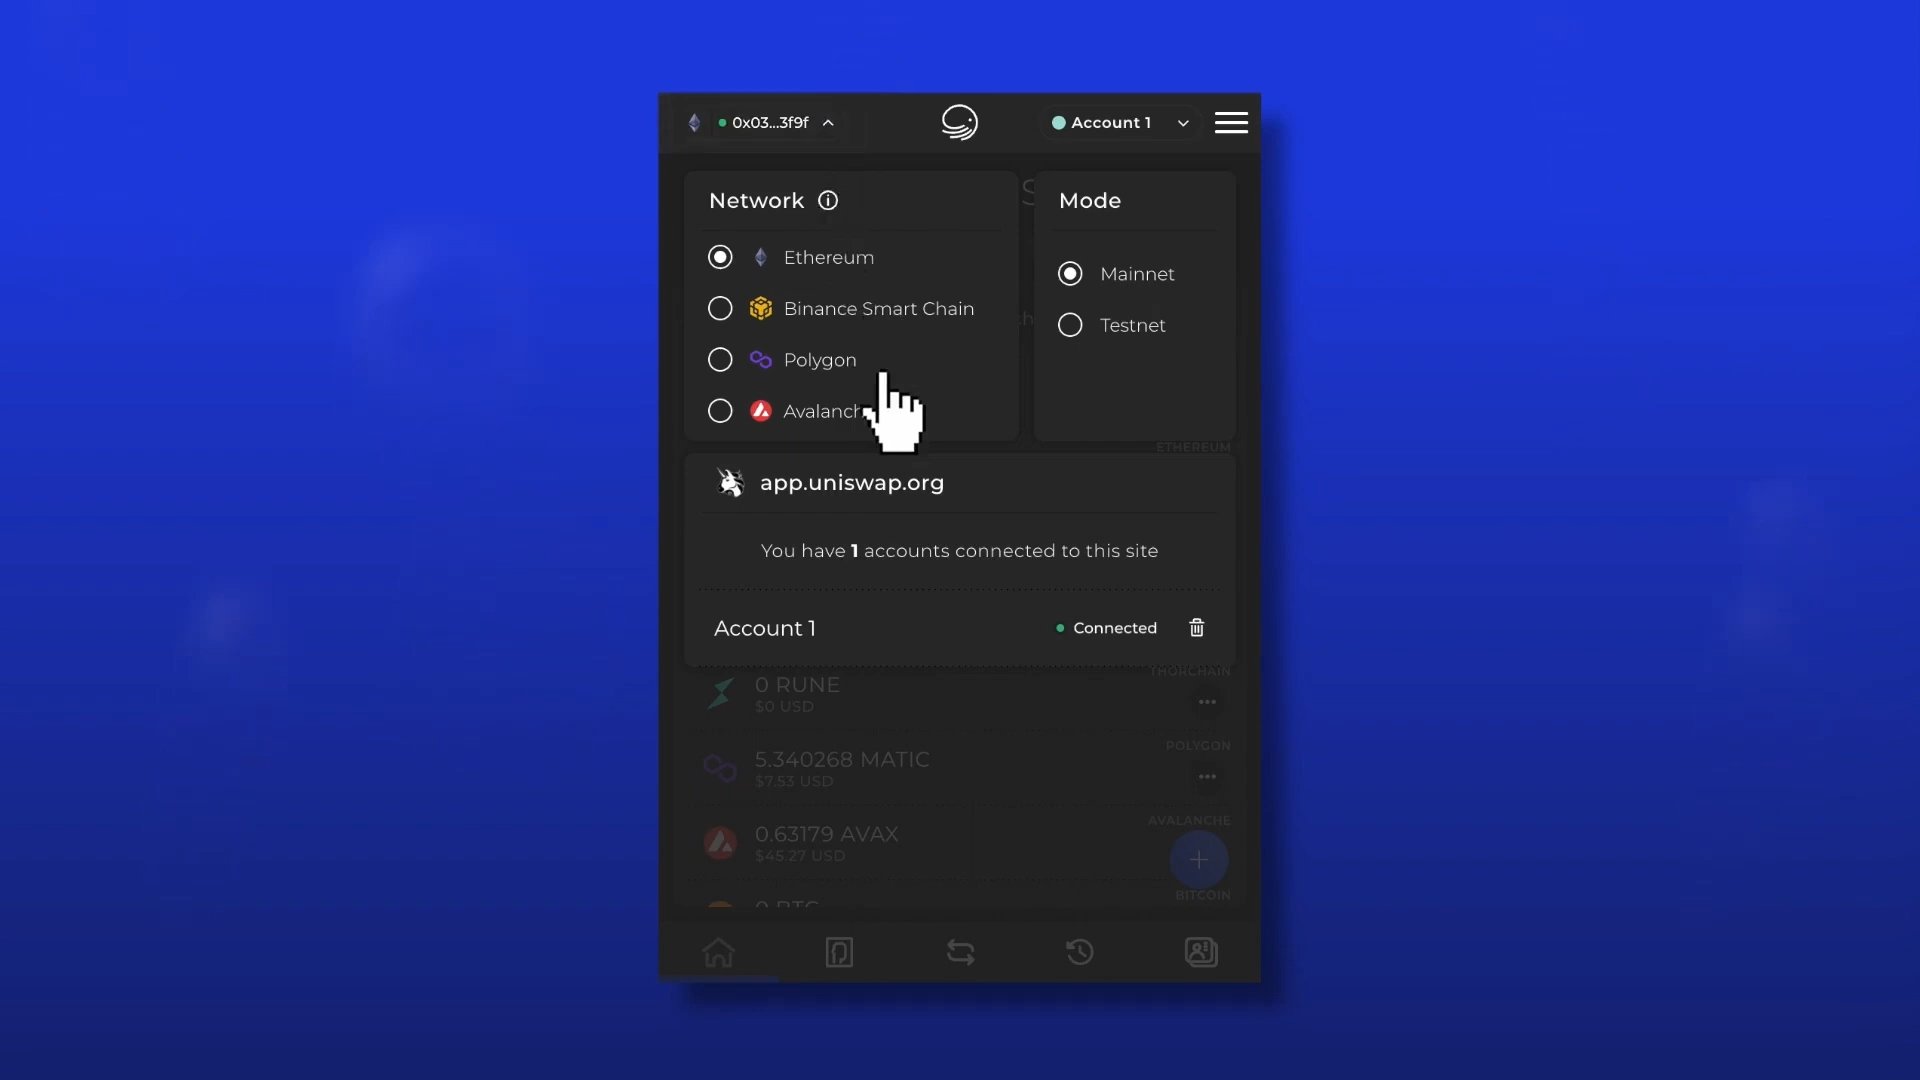 0x03...3f9f
Account 1
Network
Mode
Ethereum
Binance Smart Chain
Polygon
Avalanch
Mainnet
Testnet
ETHEREUM
app.uniswap.org
You have 1 accounts connected to this site
Account 1
Connected
THORCHAIN
0 RUNE
$0 USD
POLYGON
5.340268 MATIC
$7.53 USD
AVALANCHE
0.63179 AVAX
$45.27 USD
BITCOIN
0 BTC